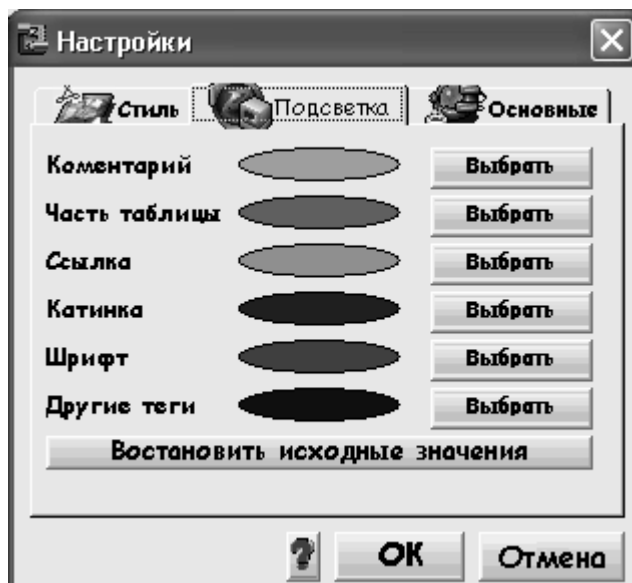 Настройки
Стиль Подсветка Основные
Коментарий Выбрать
Часть таблицы Выбрать
Ссылка Выбрать
Катинка Выбрать
Шрифт Выбрать
Другие теги Выбрать
Востановить исходные значения
? ОК Отмена